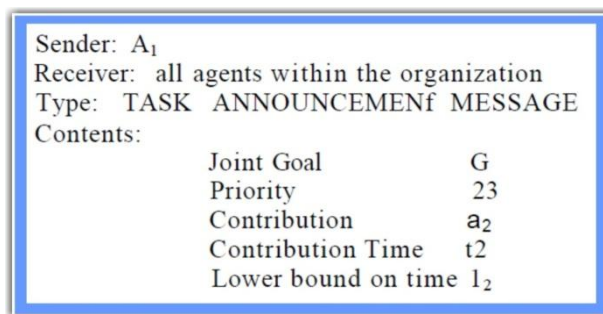 Sender: A₁
Receiver: all agents within the organization
Type: TASK ANNOUNCEMENf MESSAGE
Contents:
Joint Goal G
Priority 23
Contribution a₂
Contribution Time t2
Lower bound on time l₂